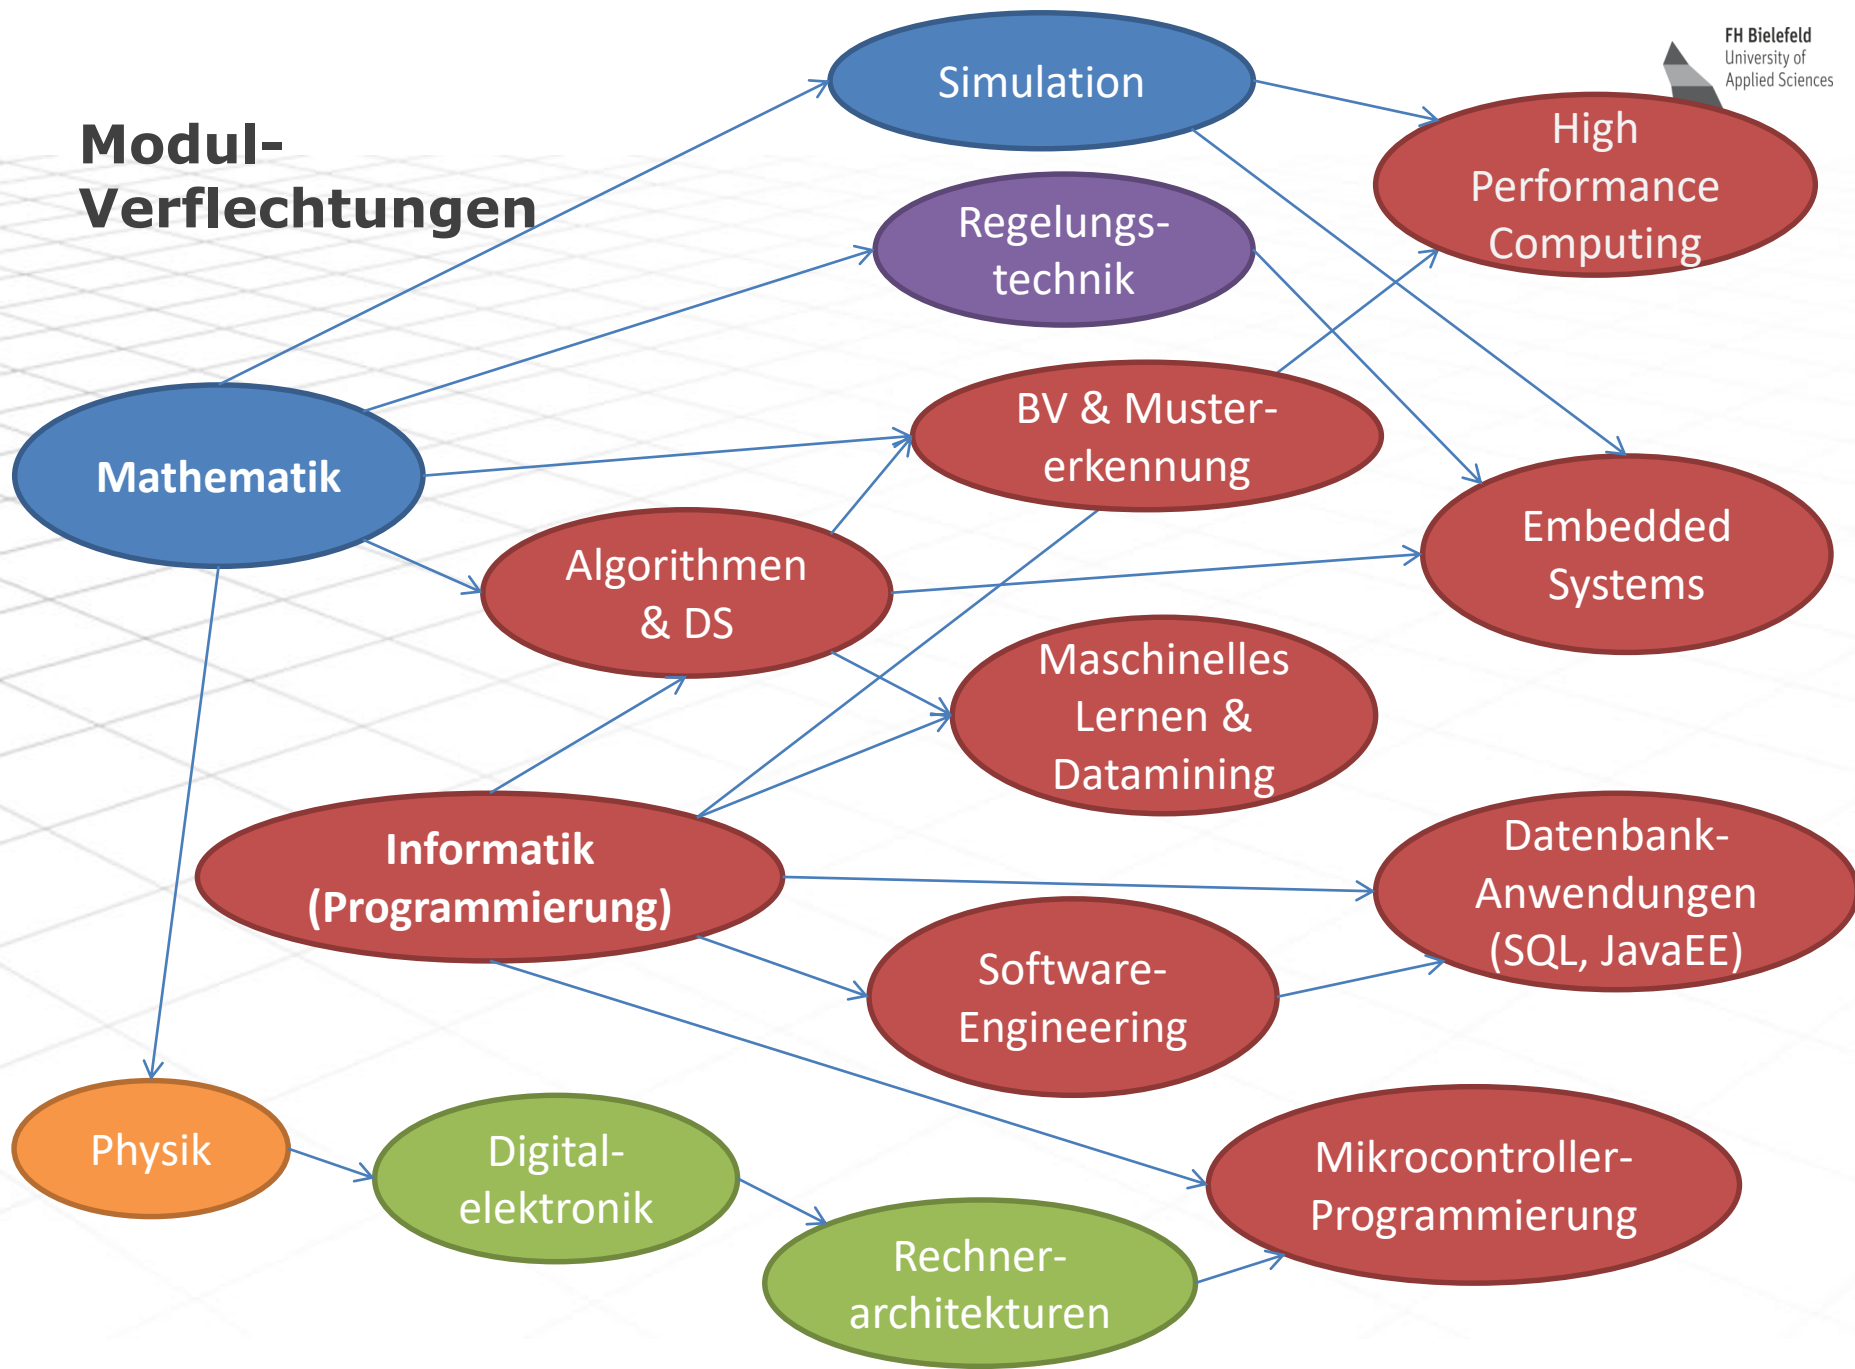 Modul-
Verflechtungen
FH Bielefeld
University of
Applied Sciences
Simulation
High
Performance
Computing
Regelungs-
technik
BV & Muster-
erkennung
Mathematik
Embedded
Systems
Algorithmen
& DS
Maschinelles
Lernen &
Datamining
Informatik
(Programmierung)
Datenbank-
Anwendungen
(SQL, JavaEE)
Software-
Engineering
Physik
Digital-
elektronik
Mikrocontroller-
Programmierung
Rechner-
architekturen